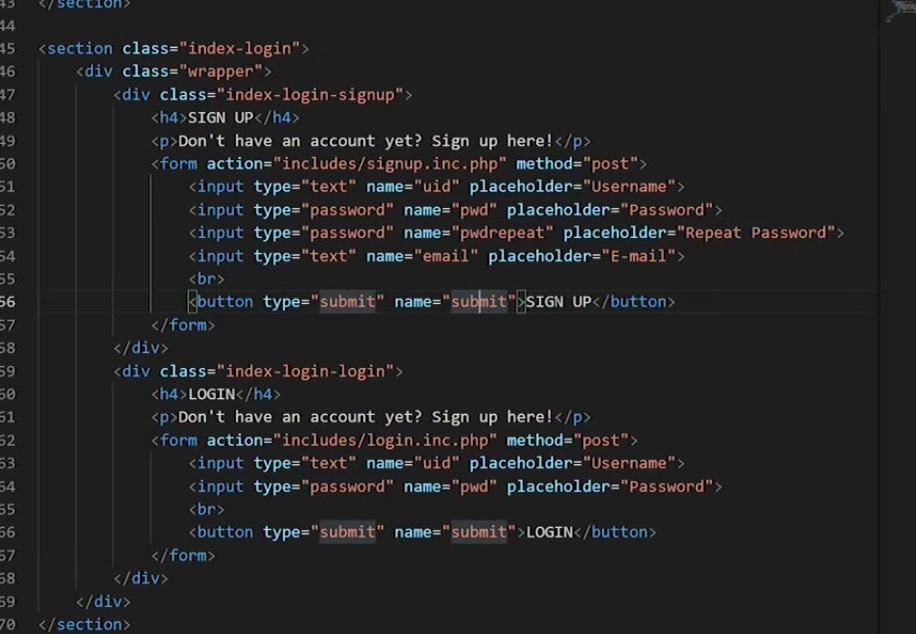 43 </section>
44
45 <section class="index-login">
46 <div class="wrapper">
47 <div class="index-login-signup">
48 <h4>SIGN UP</h4>
49 <p>Don't have an account yet? Sign up here!</p>
50 <form action="includes/signup.inc.php" method="post">
51 <input type="text" name="uid" placeholder="Username">
52 <input type="password" name="pwd" placeholder="Password">
53 <input type="password" name="pwdrepeat" placeholder="Repeat Password">
54 <input type="text" name="email" placeholder="E-mail">
55 <br>
56 <button type="submit" name="submit">SIGN UP</button>
57 </form>
58 </div>
59 <div class="index-login-login">
60 <h4>LOGIN</h4>
61 <p>Don't have an account yet? Sign up here!</p>
62 <form action="includes/login.inc.php" method="post">
63 <input type="text" name="uid" placeholder="Username">
64 <input type="password" name="pwd" placeholder="Password">
65 <br>
66 <button type="submit" name="submit">LOGIN</button>
67 </form>
68 </div>
69 </div>
70 </section>